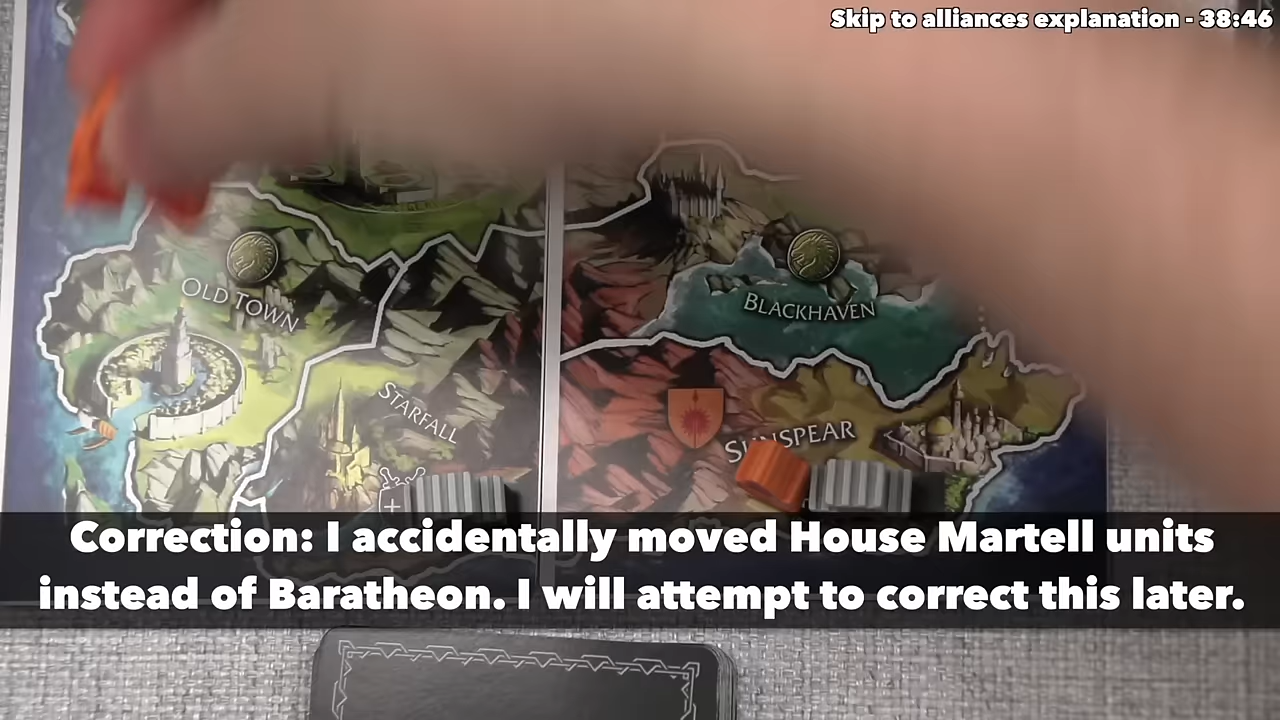 Skip to alliances explanation - 38:46
OLD TOWN
BLACKHAVEN
STARFALL
SUNSPEAR
Correction: I accidentally moved House Martell units
instead of Baratheon. I will attempt to correct this later.